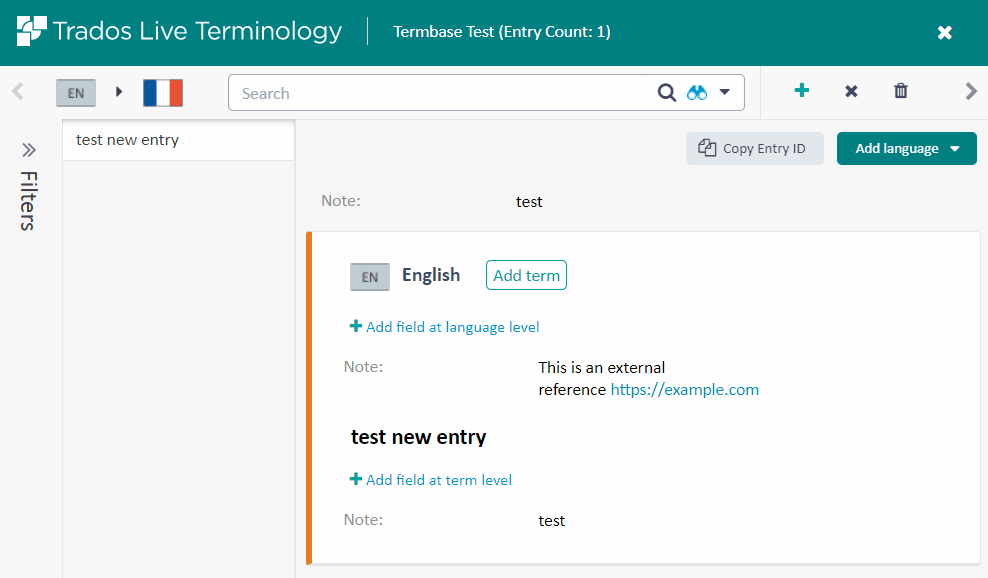 Trados Live Terminology
Termbase Test (Entry Count: 1)
EN
Search
Filters
test new entry
Copy Entry ID
Add language
Note:
test
EN
English
Add term
Add field at language level
Note:
This is an external
reference https://example.com
test new entry
Add field at term level
Note:
test